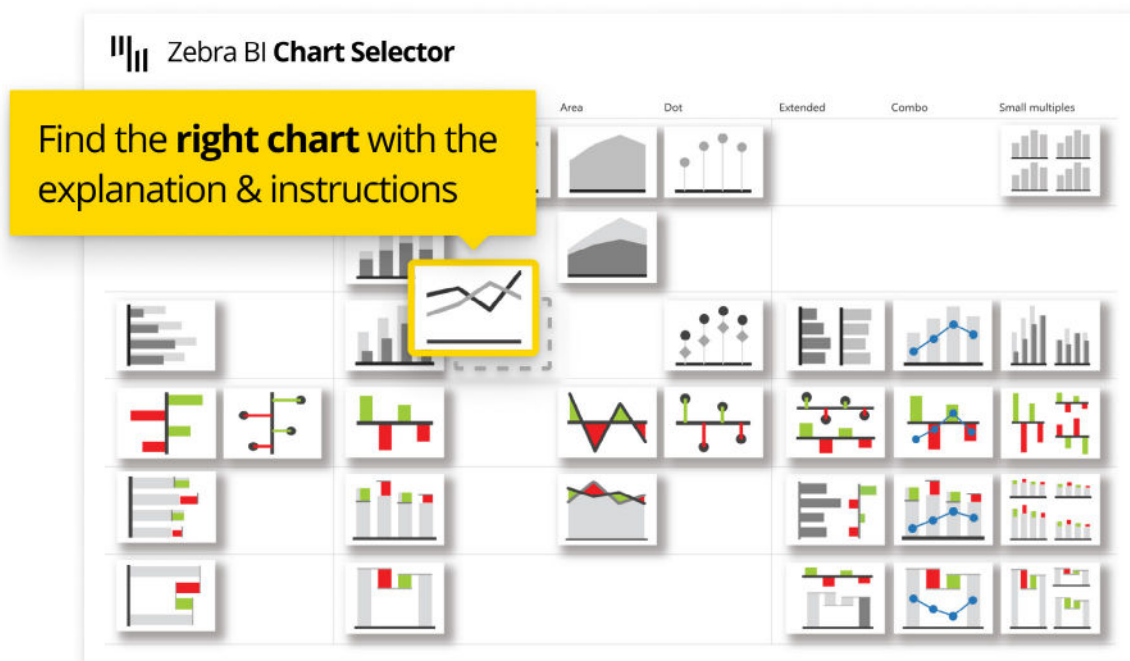 Zebra BI Chart Selector
Find the right chart with the
explanation & instructions
Area
Dot
Extended
Combo
Small multiples